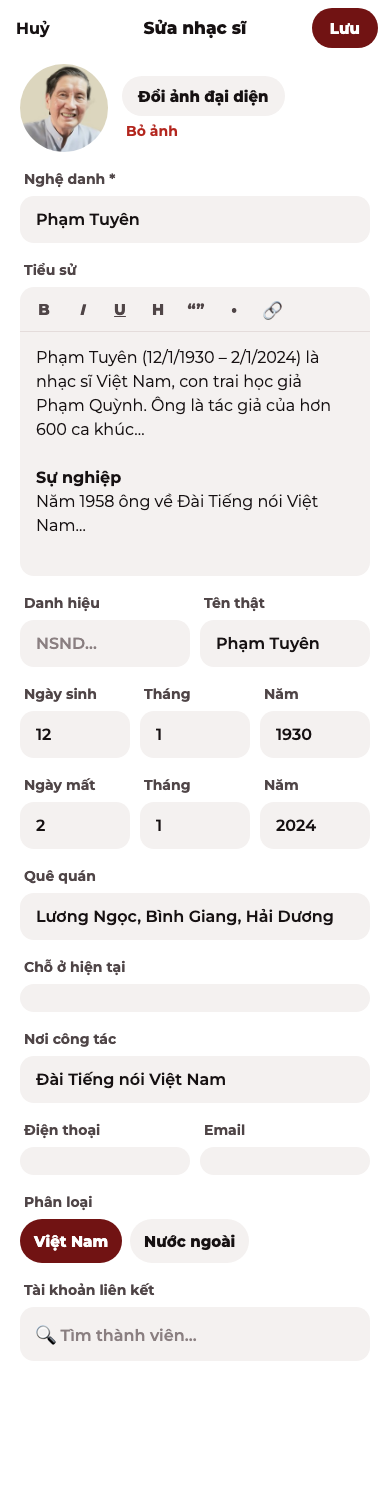 Huỷ
Sửa nhạc sĩ
Lưu
Đổi ảnh đại diện
Bỏ ảnh
Nghệ danh *
Phạm Tuyên
Tiểu sử
B I U H “” •
Phạm Tuyên (12/1/1930 – 2/1/2024) là
nhạc sĩ Việt Nam, con trai học giả
Phạm Quỳnh. Ông là tác giả của hơn
600 ca khúc...
Sự nghiệp
Năm 1958 ông về Đài Tiếng nói Việt
Nam...
Danh hiệu
Tên thật
NSND...
Phạm Tuyên
Ngày sinh
Tháng
Năm
12
1
1930
Ngày mất
Tháng
Năm
2
1
2024
Quê quán
Lương Ngọc, Bình Giang, Hải Dương
Chỗ ở hiện tại
Nơi công tác
Đài Tiếng nói Việt Nam
Điện thoại
Email
Phân loại
Việt Nam
Nước ngoài
Tài khoản liên kết
Tìm thành viên...